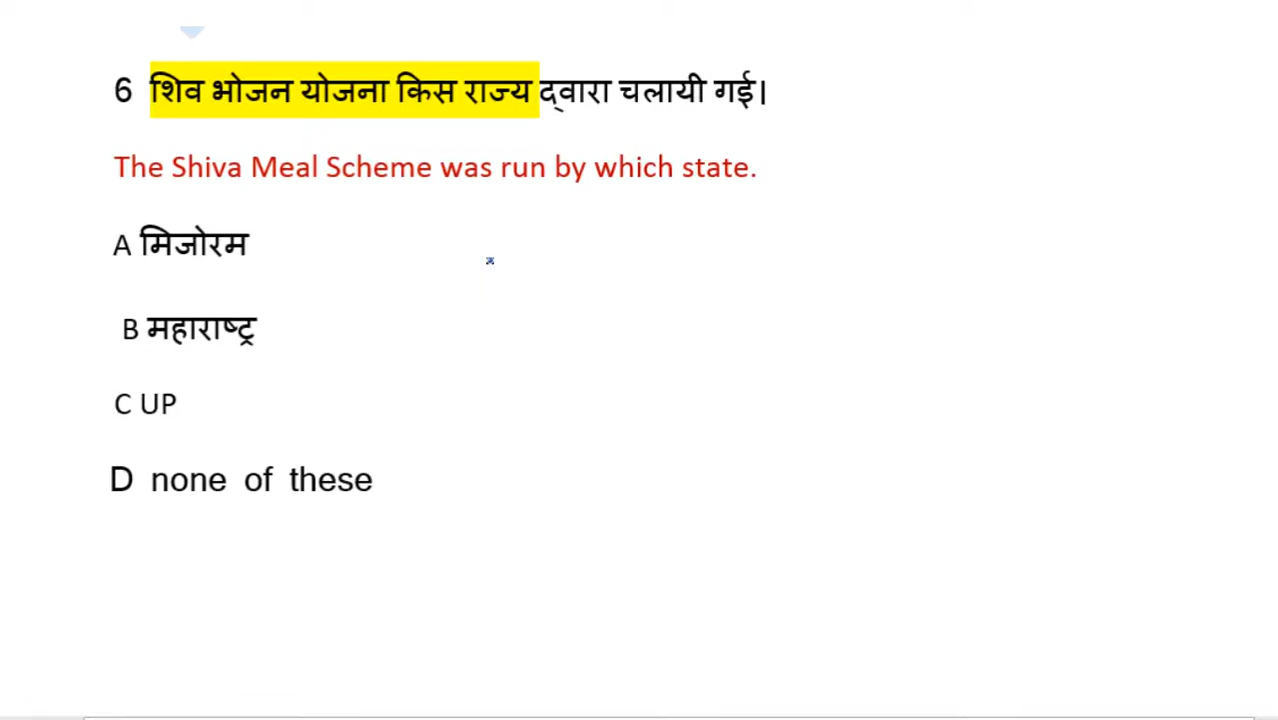 6 शिव भोजन योजना किस राज्य द्वारा चलायी गई।
The Shiva Meal Scheme was run by which state.
A मिजोरम
B महाराष्ट्र
C UP
D none of these